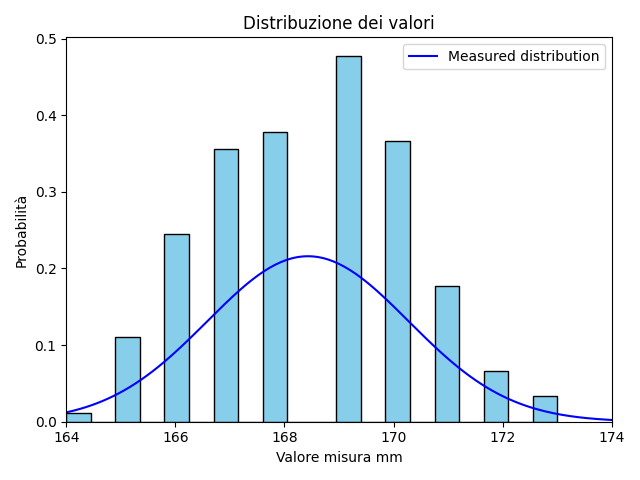 Distribuzione dei valori
Measured distribution
Probabilità
0.5
0.4
0.3
0.2
0.1
0.0
164 166 168 170 172 174
Valore misura mm